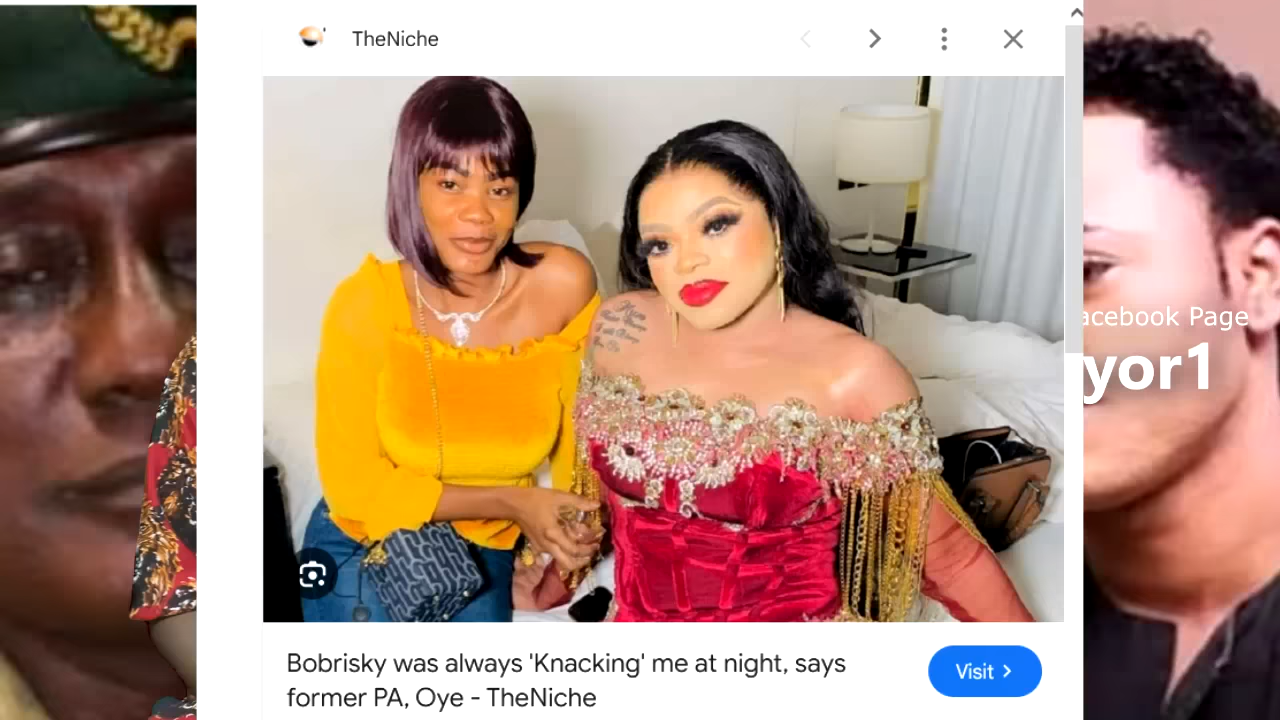 TheNiche
acebook Page
yor1
Bobrisky was always 'Knacking' me at night, says
former PA, Oye - TheNiche
Visit